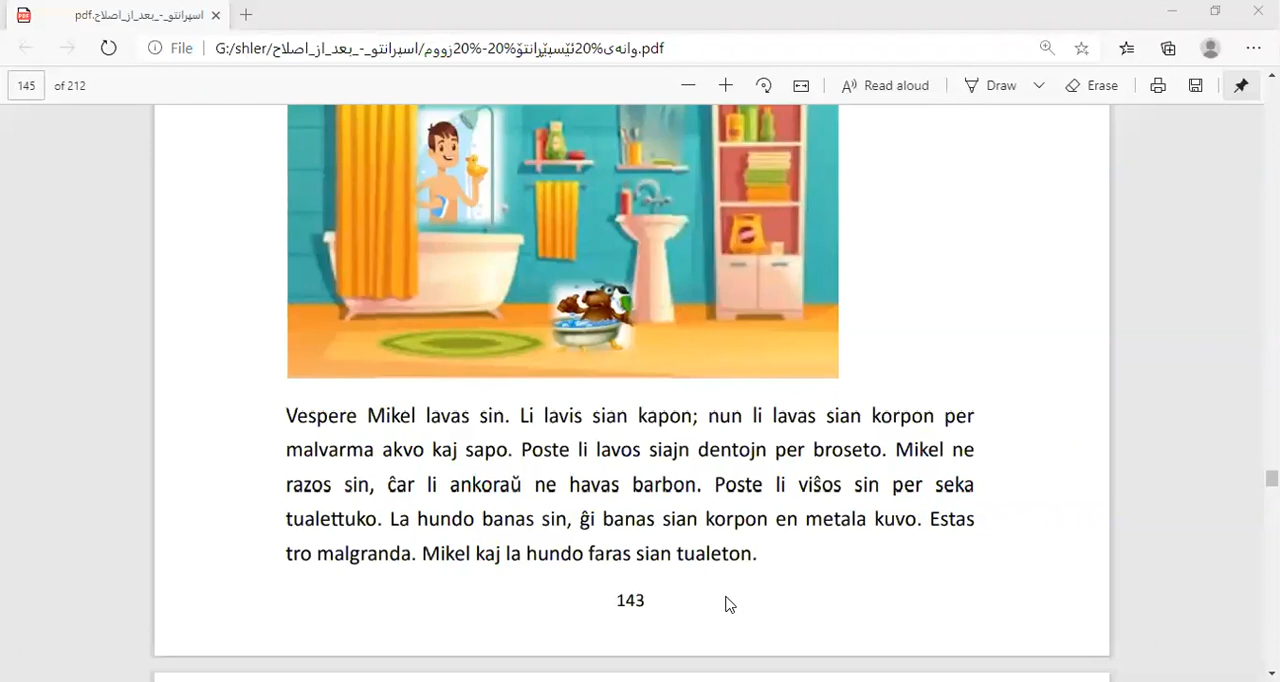 اسپرانتو_-_بعد_از_اصلاح.pdf
File G:/shler/وانەی%20ئێسپێرانتۆ%20-%20زووم/اسپرانتو_-_بعد_از_اصلاح.pdf
145 of 212 Read aloud Draw Erase
Vespere Mikel lavas sin. Li lavis sian kapon; nun li lavas sian korpon per
malvarma akvo kaj sapo. Poste li lavos siajn dentojn per broseto. Mikel ne
razos sin, ĉar li ankoraŭ ne havas barbon. Poste li viŝos sin per seka
tualettuko. La hundo banas sin, ĝi banas sian korpon en metala kuvo. Estas
tro malgranda. Mikel kaj la hundo faras sian tualeton.
143